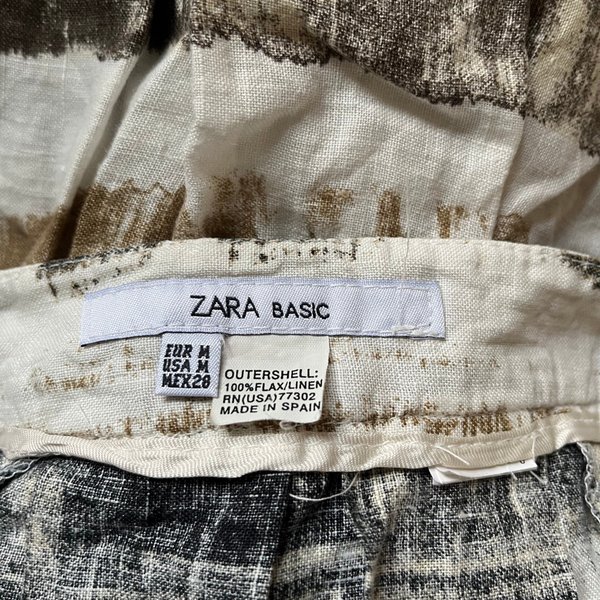 ZARA BASIC
EUR M
USA M
MEX28
OUTERSHELL:
100%FLAX/LINEN
RN(USA)77302
MADE IN SPAIN